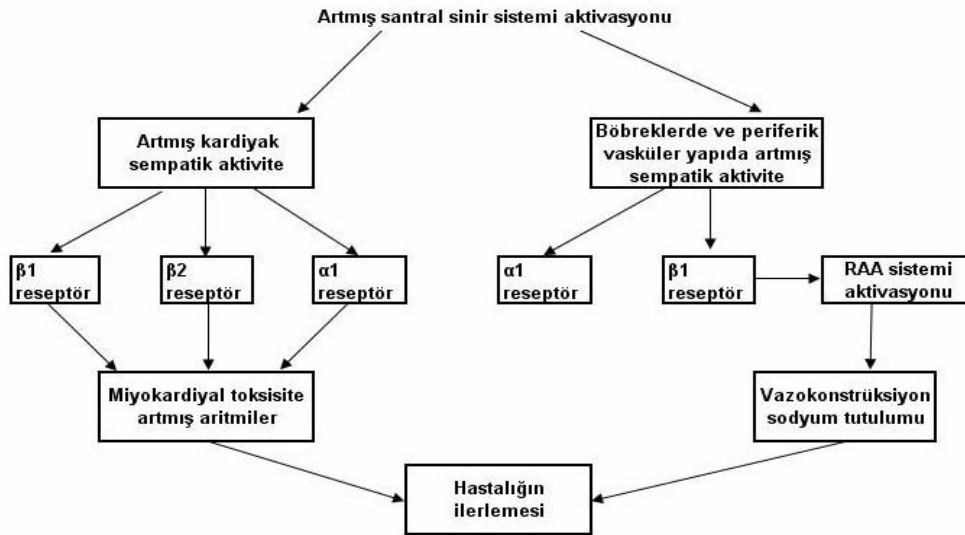 Artmış santral sinir sistemi aktivasyonu
Artmış kardiyak
sempatik aktivite
Böbreklerde ve periferik
vasküler yapıda artmış
sempatik aktivite
β1
reseptör
β2
reseptör
α1
reseptör
α1
reseptör
β1
reseptör
RAA sistemi
aktivasyonu
Miyokardiyal toksisite
artmış aritmiler
Vazokonstrüksiyon
sodyum tutulumu
Hastalığın
ilerlemesi